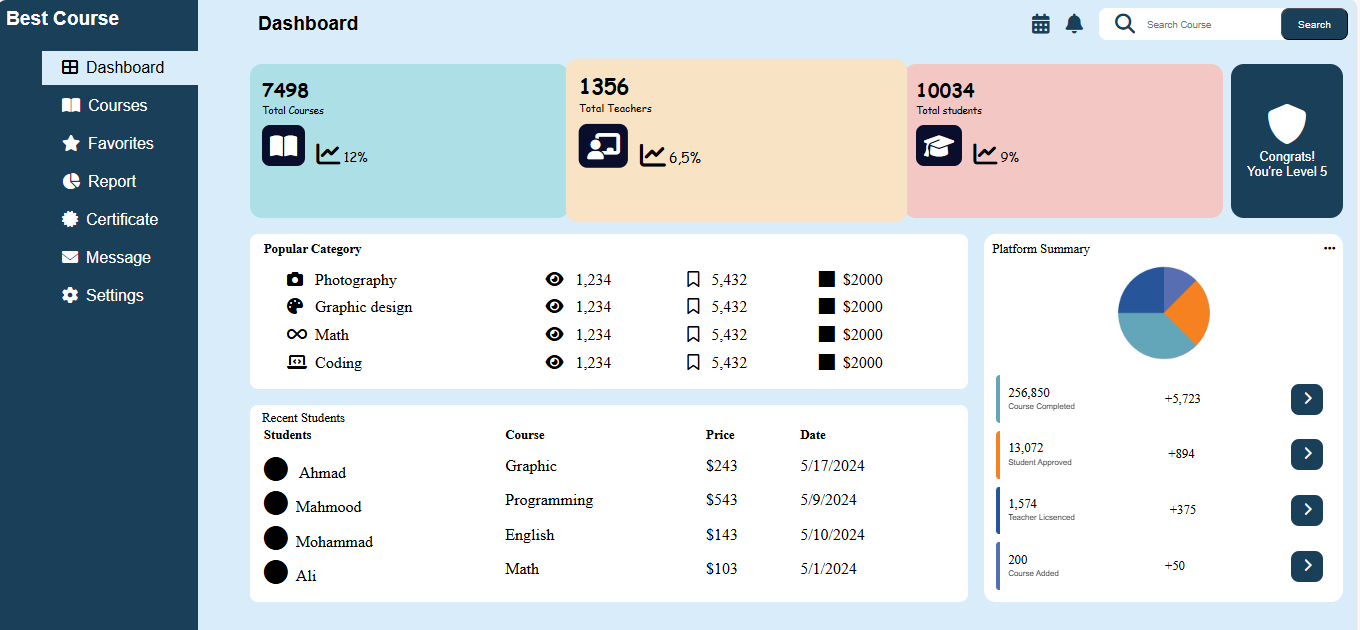 Best Course
Dashboard
Courses
Favorites
Report
Certificate
Message
Settings
Dashboard
Search Course
Search
7498
Total Courses
12%
1356
Total Teachers
6,5%
10034
Total students
9%
Congrats!
You're Level 5
Popular Category
Photography 1,234 5,432 $2000
Graphic design 1,234 5,432 $2000
Math 1,234 5,432 $2000
Coding 1,234 5,432 $2000
Recent Students
Students Course Price Date
Ahmad Graphic $243 5/17/2024
Mahmood Programming $543 5/9/2024
Mohammad English $143 5/10/2024
Ali Math $103 5/1/2024
Platform Summary
256,850
Course Completed
+5,723
13,072
Student Approved
+894
1,574
Teacher Licsenced
+375
200
Course Added
+50